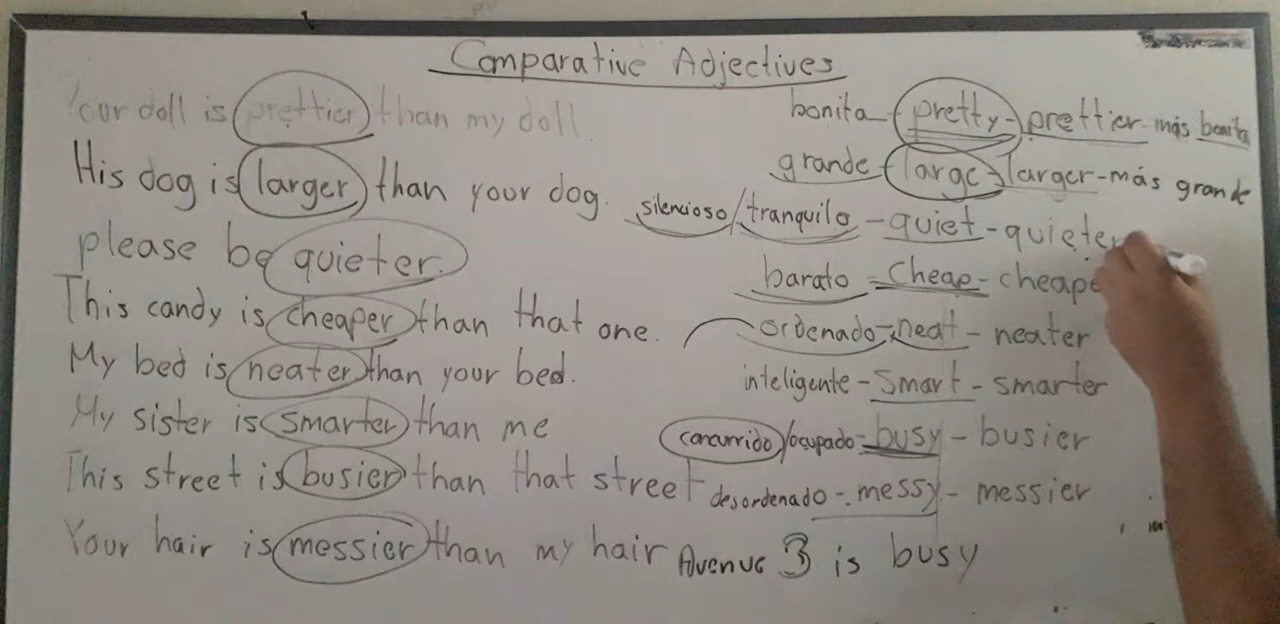 Comparative Adjectives
Your doll is prettier than my doll.
His dog is larger than your dog.
please be quieter.
This candy is cheaper than that one.
My bed is neater than your bed.
My sister is smarter than me
This street is busier than that street
Your hair is messier than my hair
bonita - pretty - prettier - más bonita
grande - large - larger - más grande
silencioso/tranquilo - quiet - quieter
barato - Cheap - cheape
ordenado - neat - neater
inteligente - Smart - smarter
concurrido/ocupado - busy - busier
desordenado - messy - messier
Avenue 3 is busy